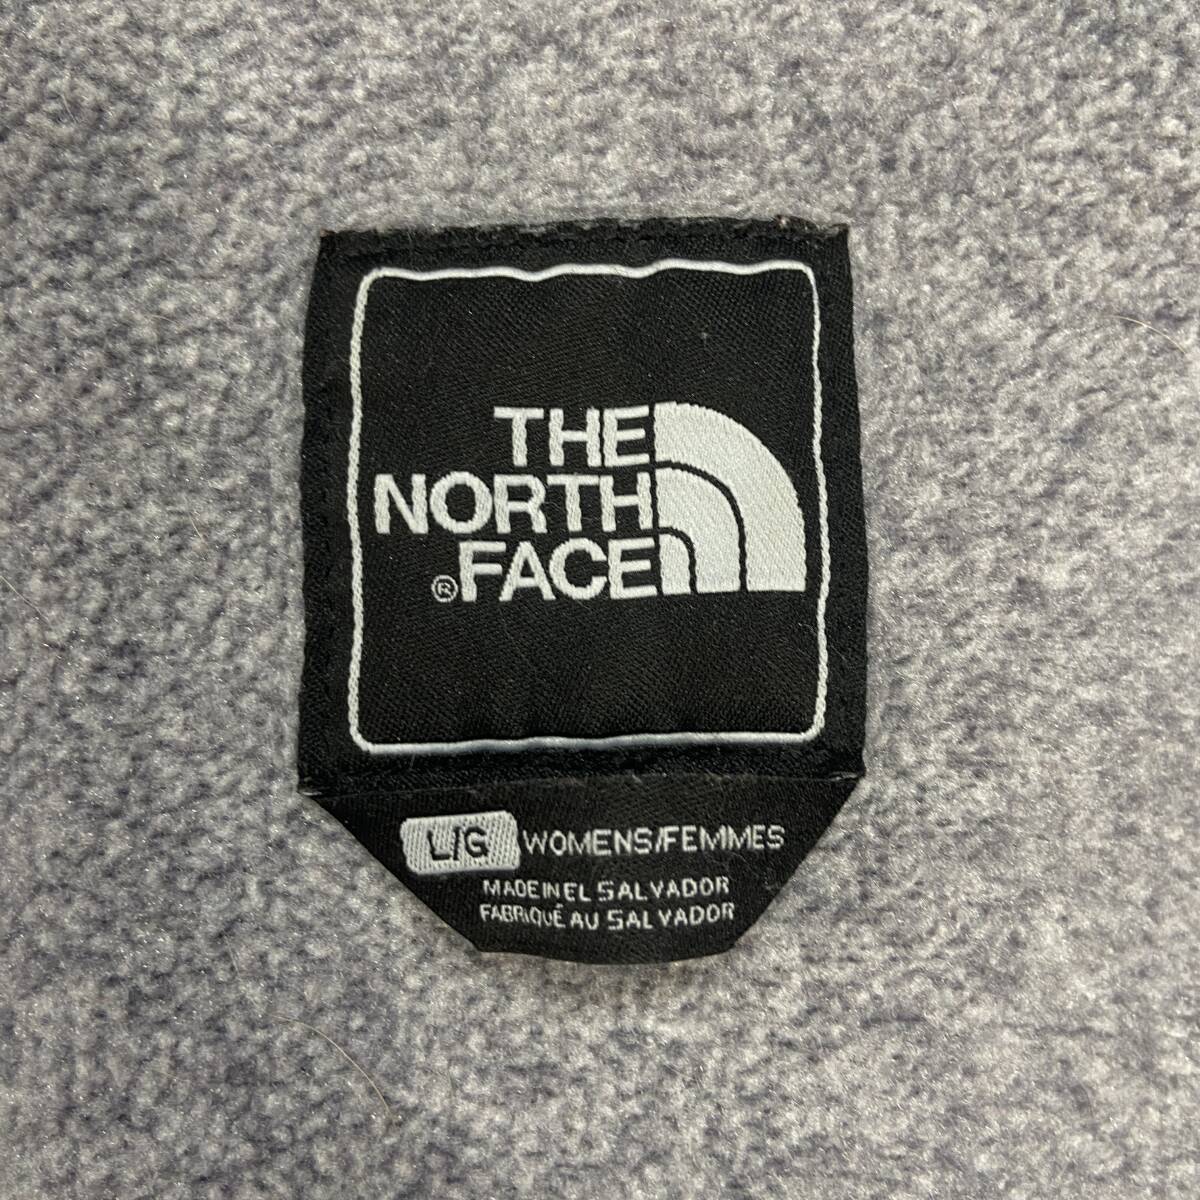 THE
NORTH
®FACE
L/G WOMENS/FEMMES
MADE IN EL SALVADOR
FABRIQUÉ AU SALVADOR